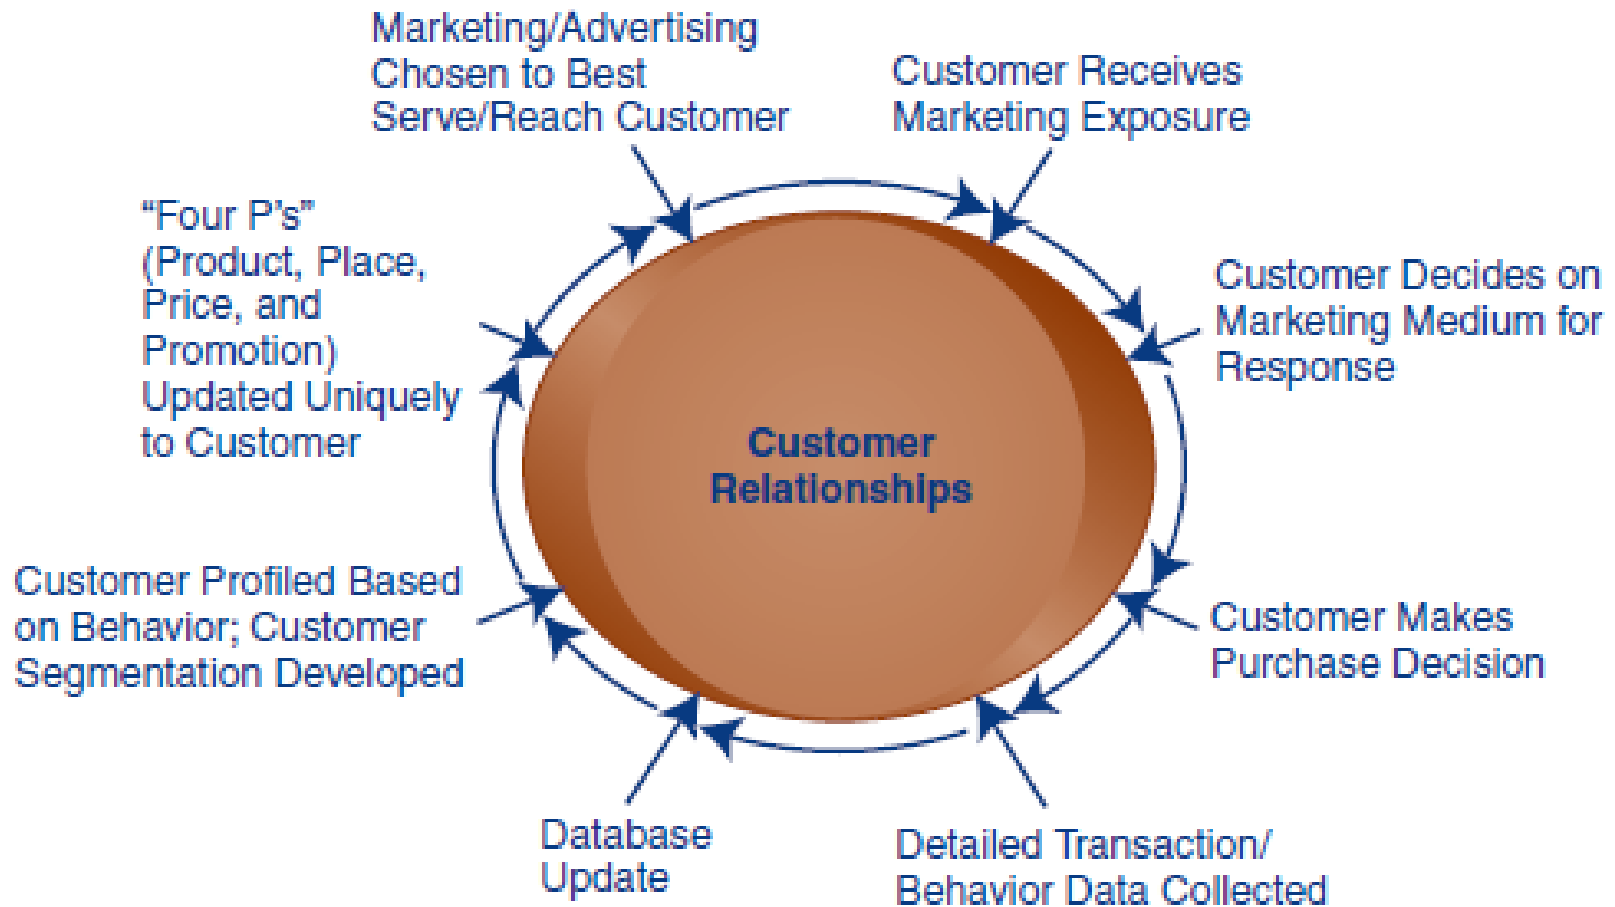 Marketing/Advertising
Chosen to Best
Serve/Reach Customer
Customer Receives
Marketing Exposure
“Four P’s”
(Product, Place,
Price, and
Promotion)
Updated Uniquely
to Customer
Customer Decides on
Marketing Medium for
Response
Customer
Relationships
Customer Profiled Based
on Behavior; Customer
Segmentation Developed
Customer Makes
Purchase Decision
Database
Update
Detailed Transaction/
Behavior Data Collected